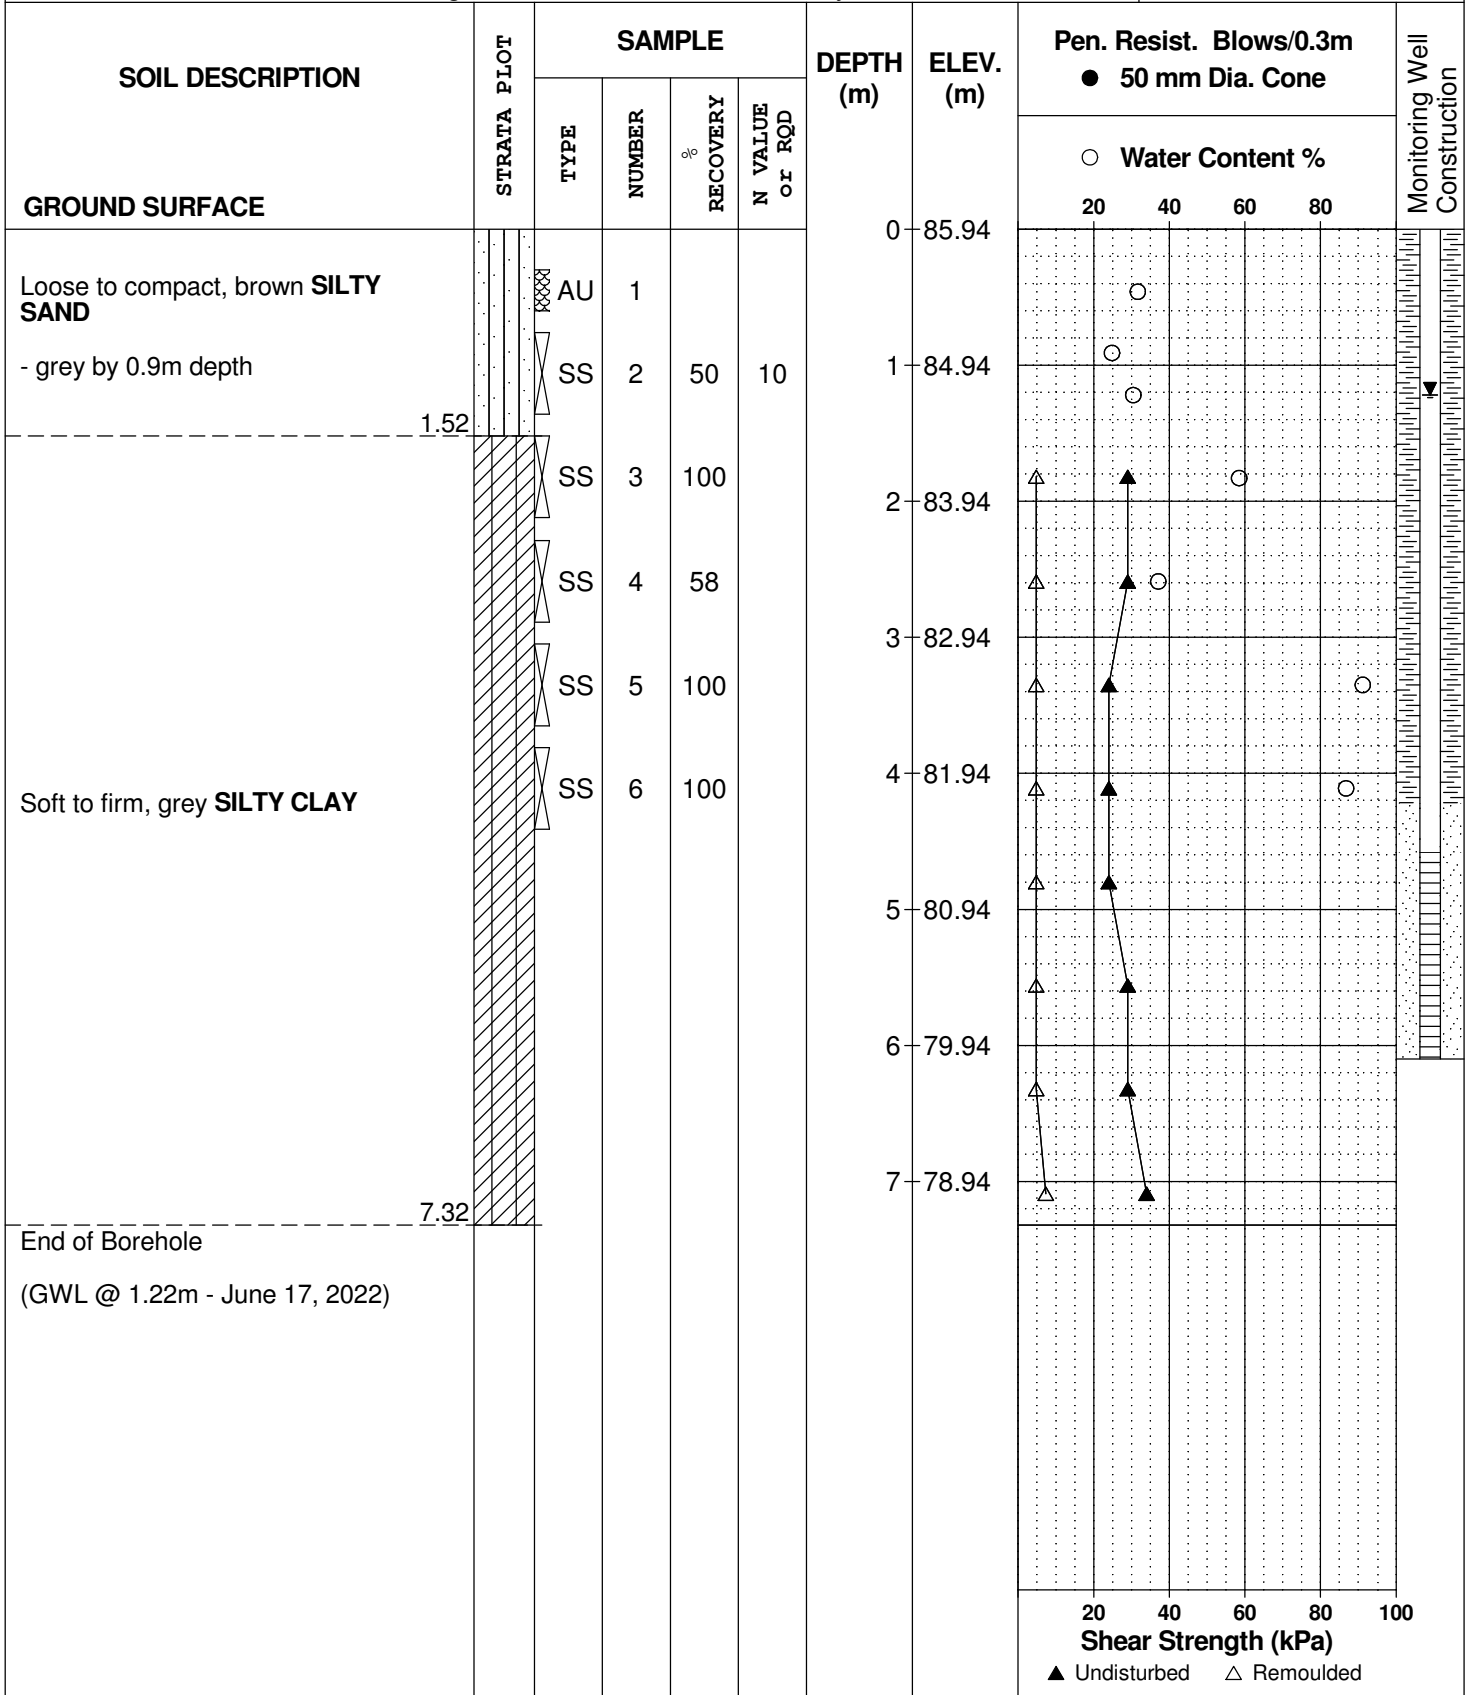 SOIL DESCRIPTION
GROUND SURFACE
STRATA PLOT
SAMPLE
TYPE
NUMBER
%
RECOVERY
N VALUE
or RQD
DEPTH
(m)
ELEV.
(m)
Pen. Resist. Blows/0.3m
● 50 mm Dia. Cone
○ Water Content %
20 40 60 80
Monitoring Well
Construction
0 85.94
Loose to compact, brown SILTY
SAND
AU 1
- grey by 0.9m depth
SS 2 50 10
1 84.94
1.52
SS 3 100
2 83.94
SS 4 58
3 82.94
SS 5 100
4 81.94
Soft to firm, grey SILTY CLAY
SS 6 100
5 80.94
6 79.94
7 78.94
7.32
End of Borehole
(GWL @ 1.22m - June 17, 2022)
20 40 60 80 100
Shear Strength (kPa)
▲ Undisturbed △ Remoulded